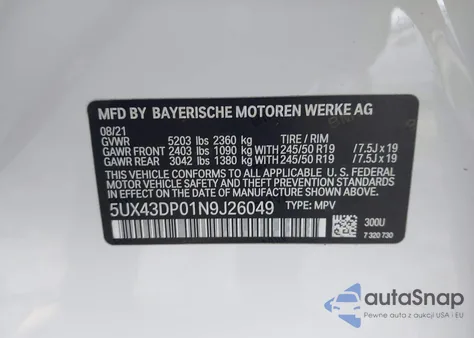 MFD BY BAYERISCHE MOTOREN WERKE AG
08/21
GVWR 5203 lbs 2360 kg TIRE / RIM
GAWR FRONT 2403 lbs 1090 kg 245/50 R19 /7.5J x 19
GAWR REAR 3042 lbs 1380 kg 245/50 R19 /7.5J x 19
THIS VEHICLE CONFORMS TO ALL APPLICABLE U. S. FEDERAL
MOTOR VEHICLE SAFETY, BUMPER, AND THEFT PREVENTION
STANDARDS IN EFFECT ON THE DATE OF MANUFACTURE SHOWN ABOVE.
5UX43DP01N9J26049 TYPE: MPV
300U
7 320 730
autoSnap
Pewne auta z aukcji USA i EU